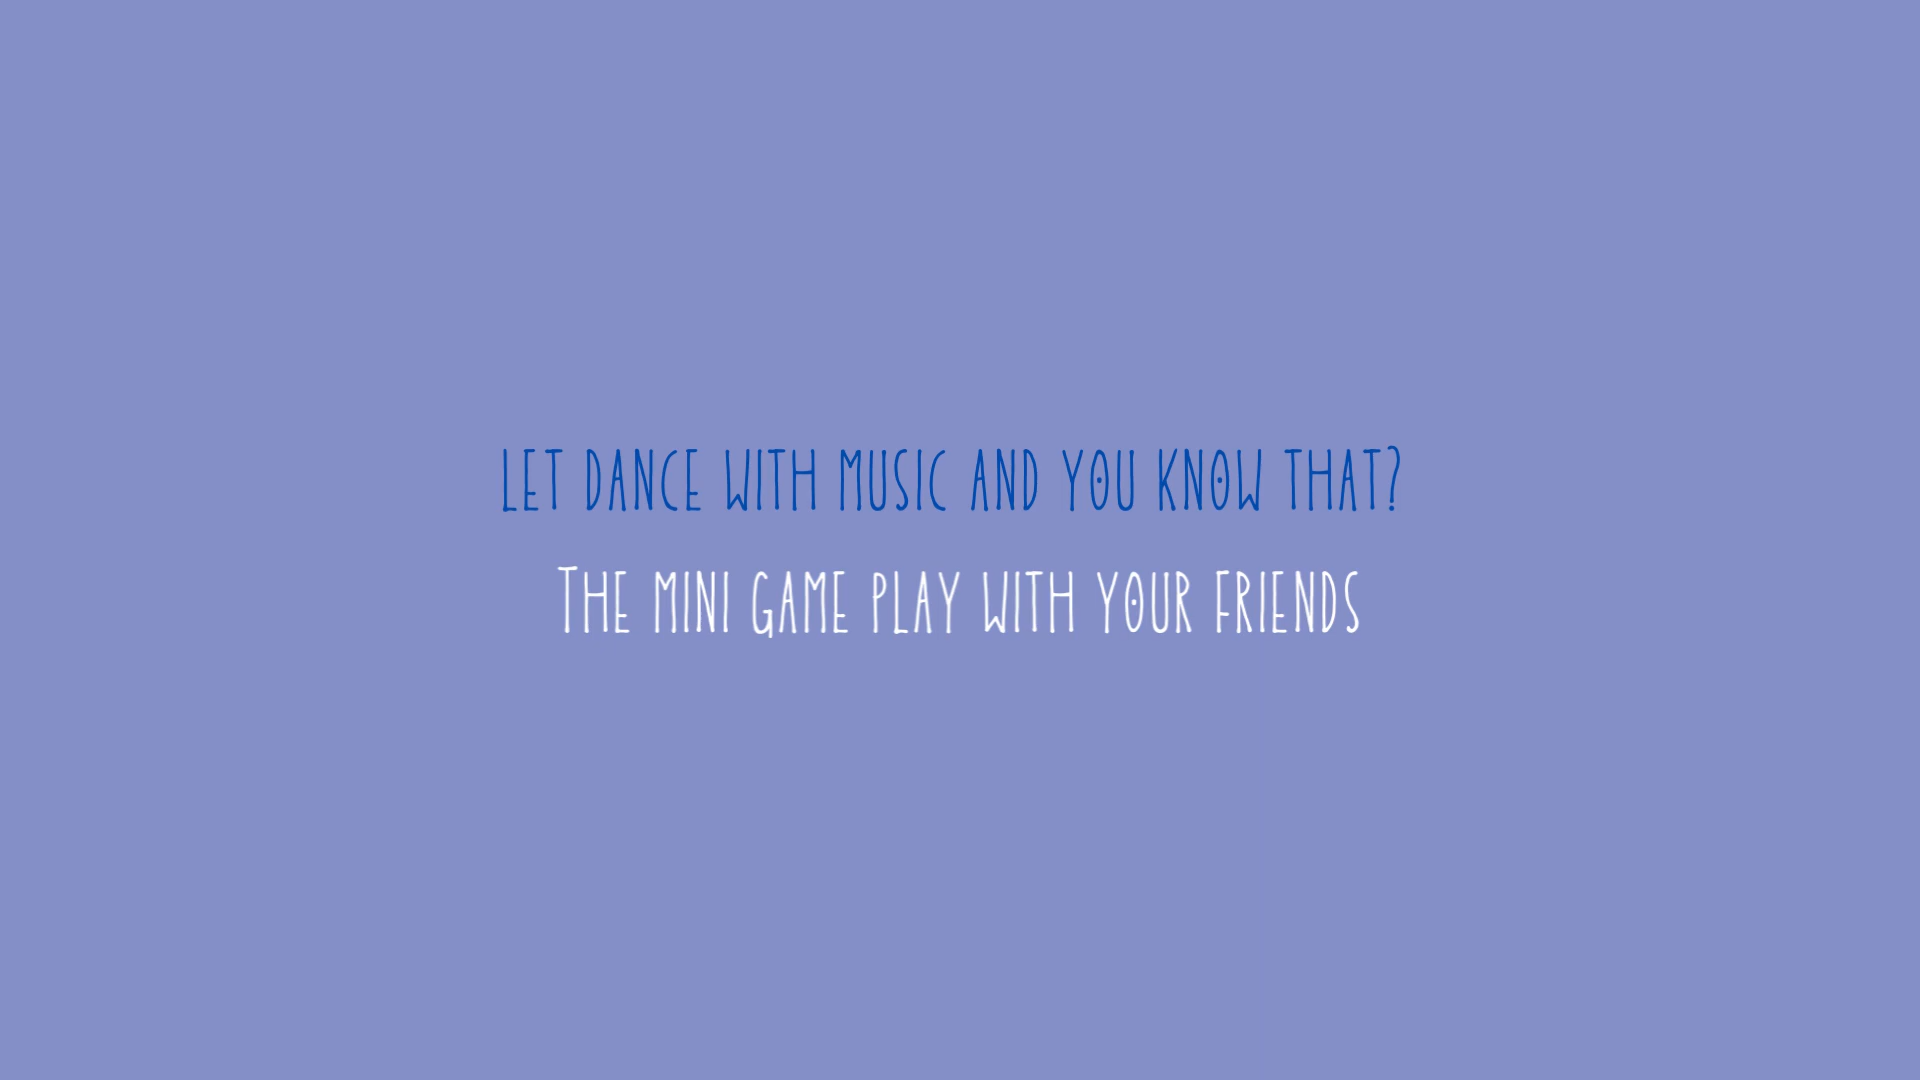 LET DANCE WITH MUSIC AND YOU KNOW THAT?
THE MINI GAME PLAY WITH YOUR FRIENDS